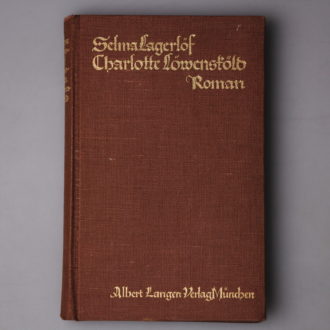 Selma Lagerlöf
Charlotte Löwensköld
Roman
Albert Langen Verlag München